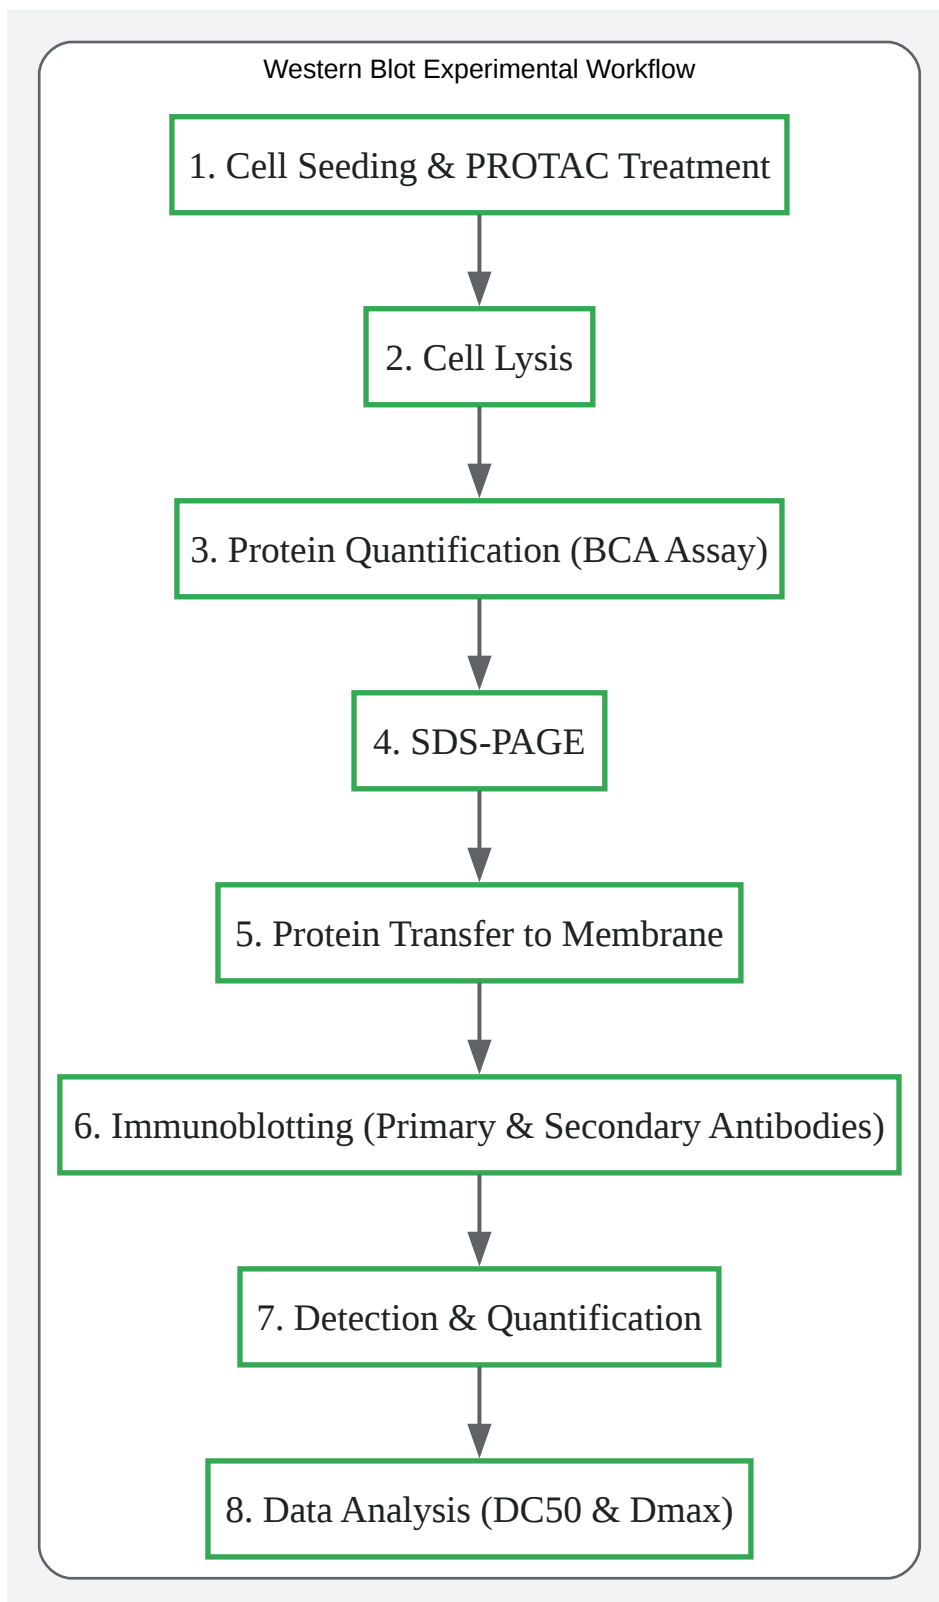 Western Blot Experimental Workflow
1. Cell Seeding & PROTAC Treatment
2. Cell Lysis
3. Protein Quantification (BCA Assay)
4. SDS-PAGE
5. Protein Transfer to Membrane
6. Immunoblotting (Primary & Secondary Antibodies)
7. Detection & Quantification
8. Data Analysis (DC50 & Dmax)